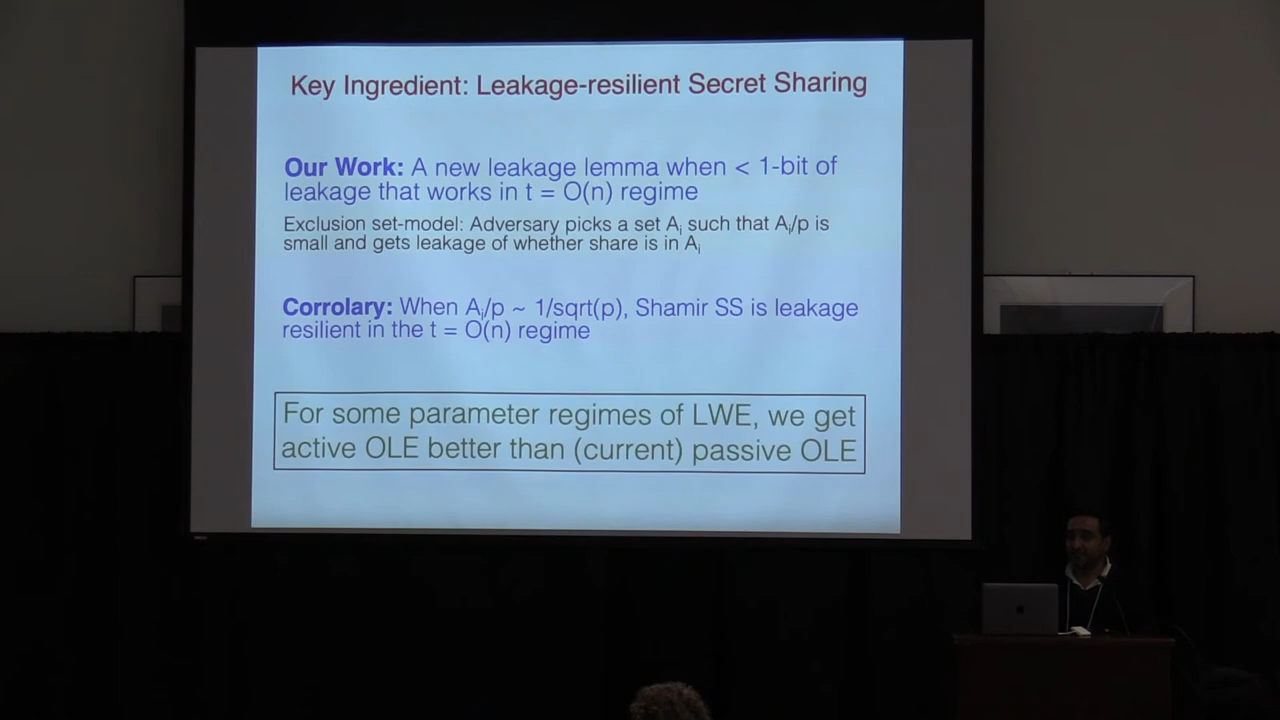 Key Ingredient: Leakage-resilient Secret Sharing
Our Work: A new leakage lemma when < 1-bit of
leakage that works in t = O(n) regime
Exclusion set-model: Adversary picks a set Aᵢ such that Aᵢ/p is
small and gets leakage of whether share is in Aᵢ
Corrolary: When Aᵢ/p ~ 1/sqrt(p), Shamir SS is leakage
resilient in the t = O(n) regime
For some parameter regimes of LWE, we get
active OLE better than (current) passive OLE